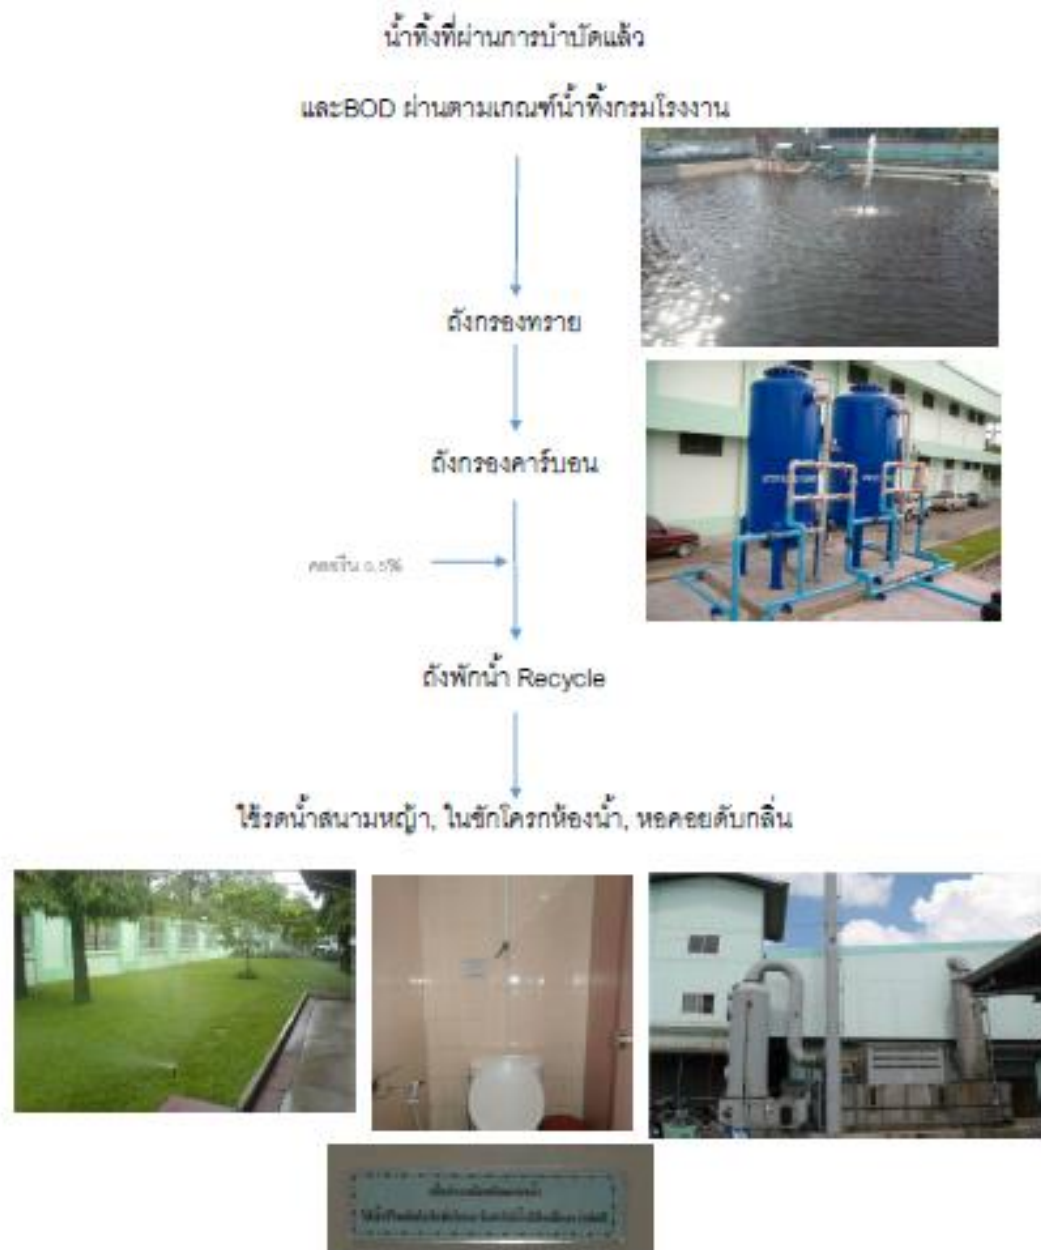 น้ำทิ้งที่ผ่านการบำบัดแล้ว
และBOD ผ่านตามเกณฑ์น้ำทิ้งกรมโรงงาน
ถังกรองทราย
ถังกรองคาร์บอน
คลอรีน 0.5%
ถังพักน้ำ Recycle
ใช้รดน้ำสนามหญ้า, ในชักโครกห้องน้ำ, หอคอยดับกลิ่น